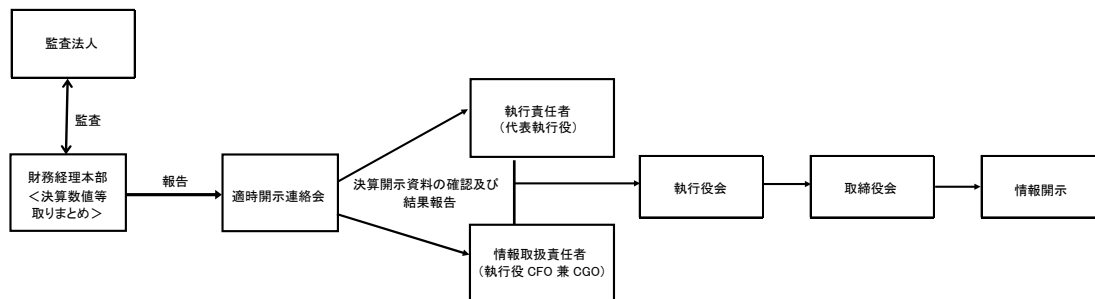 監査法人
監査
財務経理本部
＜決算数値等
取りまとめ＞
報告
適時開示連絡会
決算開示資料の確認及び
結果報告
執行責任者
（代表執行役）
情報取扱責任者
（執行役 CFO 兼 CGO）
執行役会
取締役会
情報開示